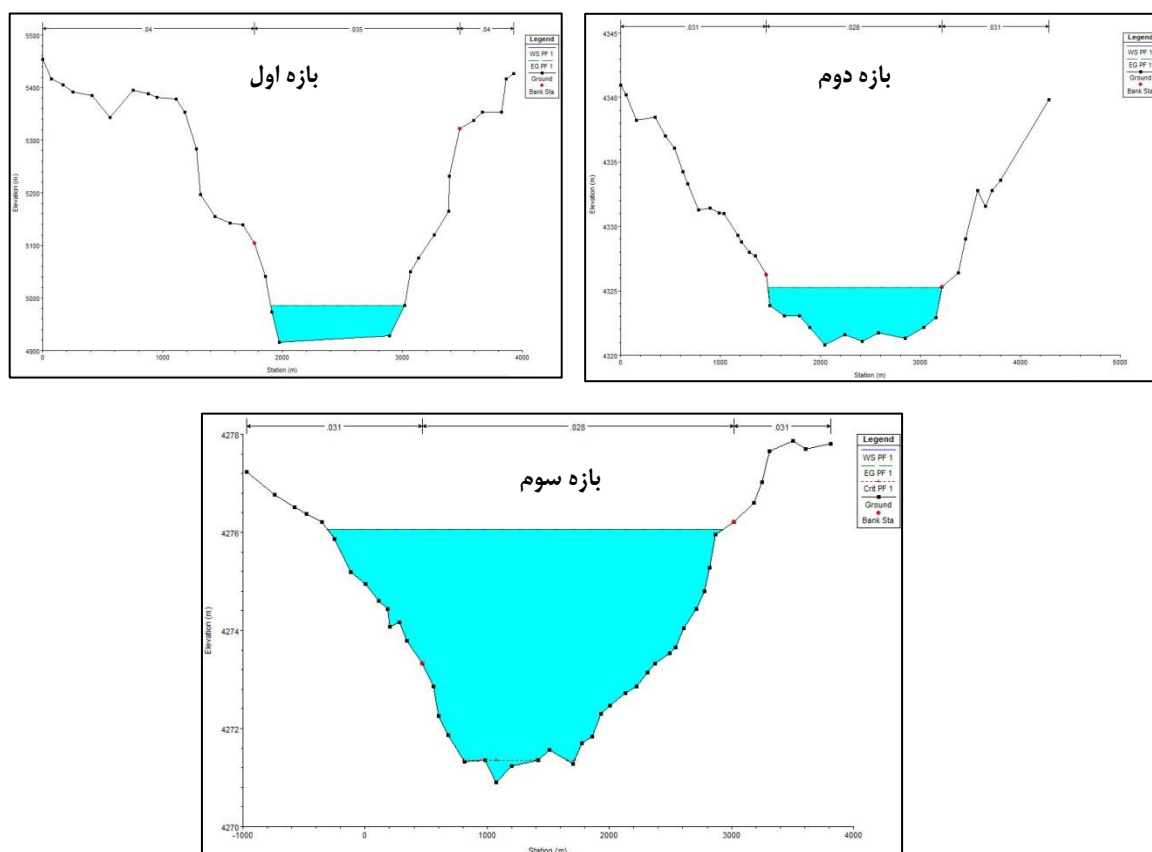 بازه اول
.04
.035
.04
Legend
WS PF 1
EG PF 1
Ground
Bank Sta
5500
5400
5300
5200
5100
5000
4900
Elevation (m)
0
1000
2000
3000
4000
Station (m)
بازه دوم
.031
.028
.031
Legend
WS PF 1
EG PF 1
Ground
Bank Sta
4345
4340
4335
4330
4325
4320
Elevation (m)
0
1000
2000
3000
4000
5000
Station (m)
بازه سوم
.031
.028
.031
Legend
WS PF 1
EG PF 1
Crit PF 1
Ground
Bank Sta
4278
4276
4274
4272
4270
Elevation (m)
-1000
0
1000
2000
3000
4000
Station (m)